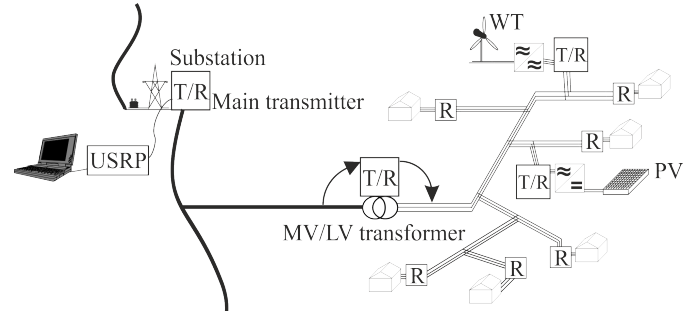 WT
Substation
T/R
T/R
Main transmitter
R
R
R
USRP
T/R
T/R
PV
MV/LV transformer
R
R
R